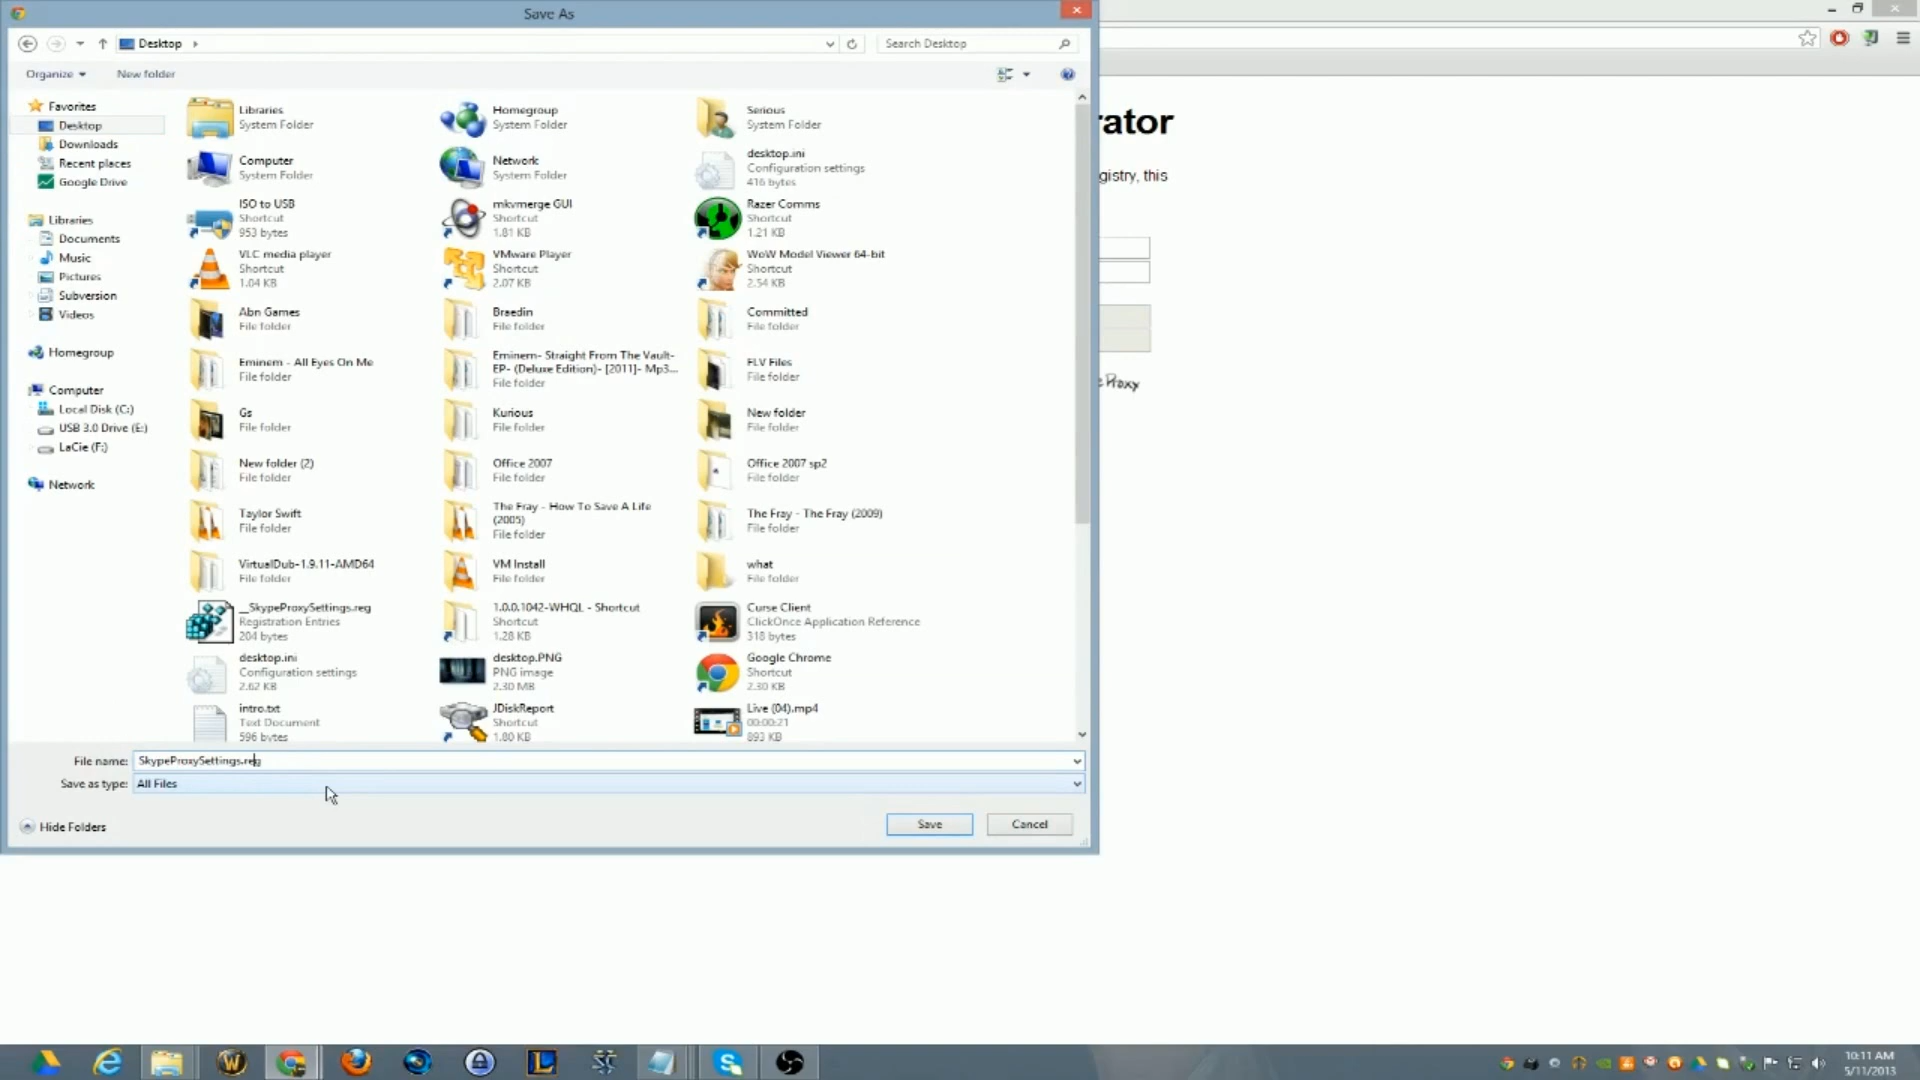 Save As
Desktop
Search Desktop
Organize
New folder
Favorites
Desktop
Downloads
Recent places
Google Drive
Libraries
Documents
Music
Pictures
Subversion
Videos
Homegroup
Computer
Local Disk (C:)
USB 3.0 Drive (E:)
LaCie (F:)
Network
Libraries
System Folder
Homegroup
System Folder
Serious
System Folder
Computer
System Folder
Network
System Folder
desktop.ini
Configuration settings
416 bytes
ISO to USB
Shortcut
953 bytes
mkvmerge GUI
Shortcut
1.81 KB
Razer Comms
Shortcut
1.21 KB
VLC media player
Shortcut
1.04 KB
VMware Player
Shortcut
2.07 KB
WoW Model Viewer 64-bit
Shortcut
2.54 KB
Abn Games
File folder
Braedin
File folder
Committed
File folder
Eminem - All Eyes On Me
File folder
Eminem- Straight From The Vault-
EP- (Deluxe Edition)- [2011]- Mp3...
File folder
FLV Files
File folder
Gs
File folder
Kurious
File folder
New folder
File folder
New folder (2)
File folder
Office 2007
File folder
Office 2007 sp2
File folder
Taylor Swift
File folder
The Fray - How To Save A Life
(2005)
File folder
The Fray - The Fray (2009)
File folder
VirtualDub-1.9.11-AMD64
File folder
VM Install
File folder
what
File folder
__SkypeProxySettings.reg
Registration Entries
204 bytes
1.0.0.1042-WHQL - Shortcut
Shortcut
1.28 KB
Curse Client
ClickOnce Application Reference
318 bytes
desktop.ini
Configuration settings
2.62 KB
desktop.PNG
PNG image
2.30 MB
Google Chrome
Shortcut
2.30 KB
intro.txt
Text Document
596 bytes
JDiskReport
Shortcut
1.80 KB
Live (04).mp4
00:00:21
893 KB
File name: SkypeProxySettings.reg
Save as type: All Files
Hide Folders
Save
Cancel
rator
gistry, this
e Proxy
10:11 AM
5/11/2013